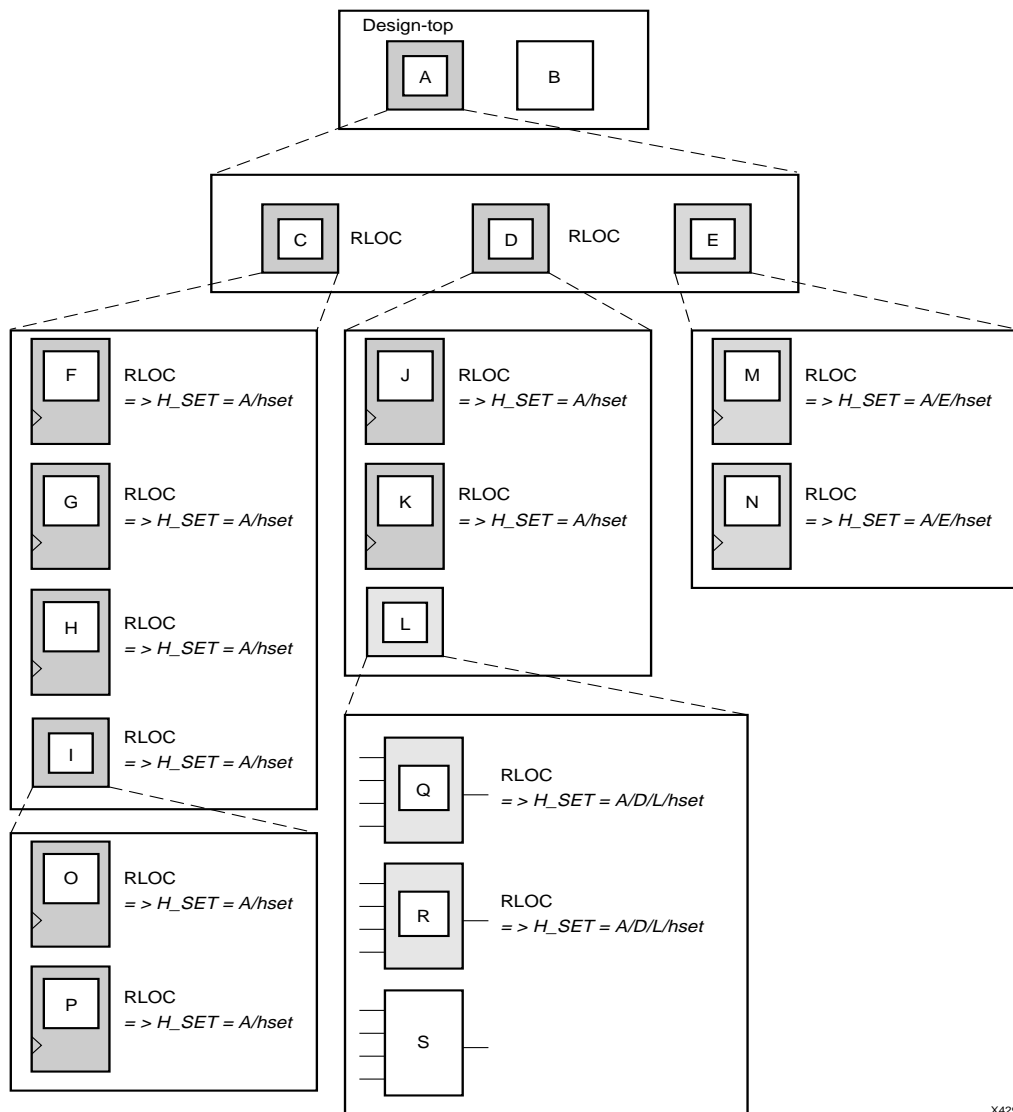 Design-top
A
B
C
RLOC
D
RLOC
E
F
RLOC
= > H_SET = A/hset
G
RLOC
= > H_SET = A/hset
H
RLOC
= > H_SET = A/hset
I
RLOC
= > H_SET = A/hset
J
RLOC
= > H_SET = A/hset
K
RLOC
= > H_SET = A/hset
L
M
RLOC
= > H_SET = A/E/hset
N
RLOC
= > H_SET = A/E/hset
O
RLOC
= > H_SET = A/hset
P
RLOC
= > H_SET = A/hset
Q
RLOC
= > H_SET = A/D/L/hset
R
RLOC
= > H_SET = A/D/L/hset
S